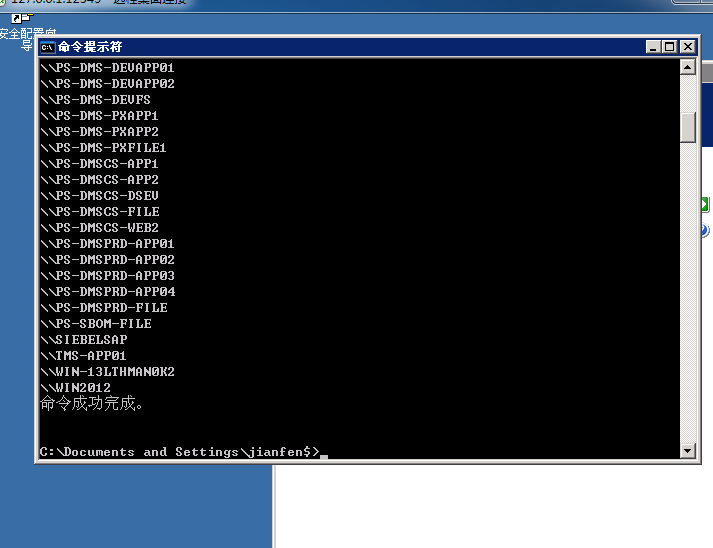 127.0.0.1:12345 - 远程桌面连接
安全配置向
导
命令提示符
\\PS-DMS-DEVAPP01
\\PS-DMS-DEVAPP02
\\PS-DMS-DEVFS
\\PS-DMS-PXAPP1
\\PS-DMS-PXAPP2
\\PS-DMS-PXFILE1
\\PS-DMSCS-APP1
\\PS-DMSCS-APP2
\\PS-DMSCS-DSEV
\\PS-DMSCS-FILE
\\PS-DMSCS-WEB2
\\PS-DMSPRD-APP01
\\PS-DMSPRD-APP02
\\PS-DMSPRD-APP03
\\PS-DMSPRD-APP04
\\PS-DMSPRD-FILE
\\PS-SBOM-FILE
\\SIEBELSAP
\\TMS-APP01
\\WIN-13LTHMAN0K2
\\WIN2012
命令成功完成。
C:\Documents and Settings\jianfen$>